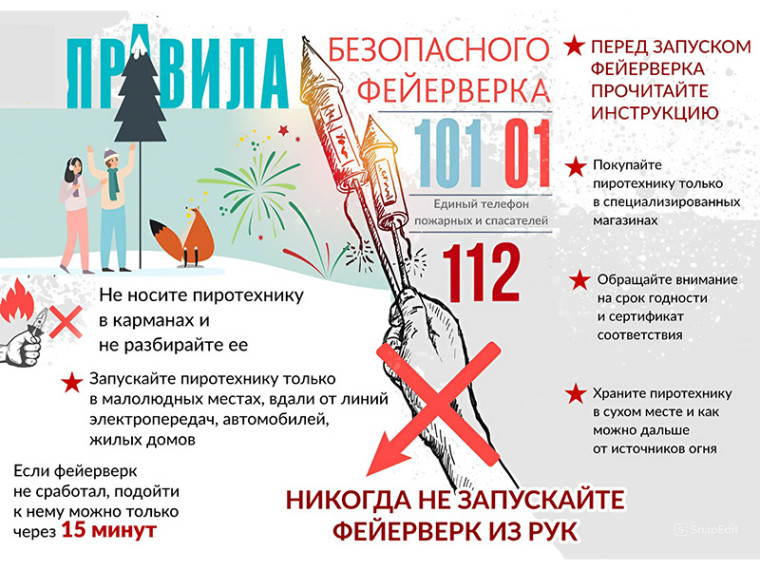 ПРАВИЛА
БЕЗОПАСНОГО
ФЕЙЕРВЕРКА
101 01
Единый телефон
пожарных и спасателей
112
ПЕРЕД ЗАПУСКОМ
ФЕЙЕРВЕРКА
ПРОЧИТАЙТЕ
ИНСТРУКЦИЮ
Покупайте
пиротехнику только
в специализированных
магазинах
Обращайте внимание
на срок годности
и сертификат
соответствия
Храните пиротехнику
в сухом месте и как
можно дальше
от источников огня
Не носите пиротехнику
в карманах и
не разбирайте ее
Запускайте пиротехнику только
в малолюдных местах, вдали от линий
электропередач, автомобилей,
жилых домов
Если фейерверк
не сработал, подойти
к нему можно только
через 15 минут
НИКОГДА НЕ ЗАПУСКАЙТЕ
ФЕЙЕРВЕРК ИЗ РУК
SnapEdit